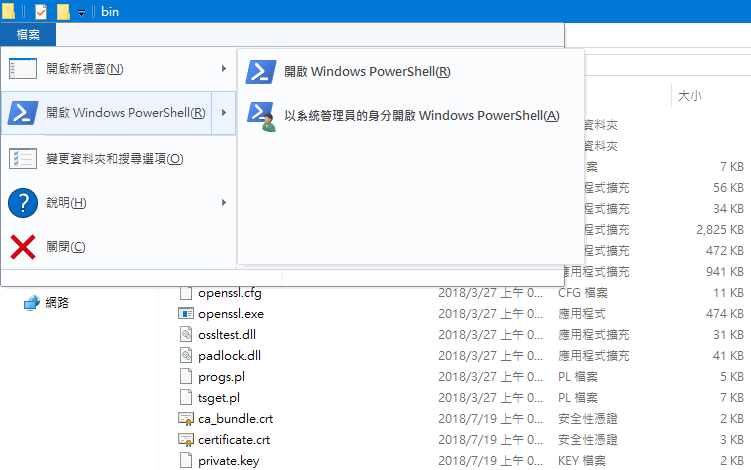 bin
檔案
開啟新視窗(N)
開啟 Windows PowerShell(R)
變更資料夾和搜尋選項(O)
說明(H)
關閉(C)
開啟 Windows PowerShell(R)
以系統管理員的身分開啟 Windows PowerShell(A)
大小
資料夾
資料夾
案 7 KB
程式擴充 56 KB
程式擴充 34 KB
程式擴充 2,825 KB
程式擴充 472 KB
應用程式擴充 941 KB
網路
openssl.cfg 2018/3/27 上午 0... CFG 檔案 11 KB
openssl.exe 2018/3/27 上午 0... 應用程式 474 KB
ossltest.dll 2018/3/27 上午 0... 應用程式擴充 31 KB
padlock.dll 2018/3/27 上午 0... 應用程式擴充 41 KB
progs.pl 2018/3/27 上午 0... PL 檔案 5 KB
tsget.pl 2018/3/27 上午 0... PL 檔案 7 KB
ca_bundle.crt 2018/7/19 上午 0... 安全性憑證 2 KB
certificate.crt 2018/7/19 上午 0... 安全性憑證 3 KB
private.key 2018/7/19 上午 0... KEY 檔案 2 KB